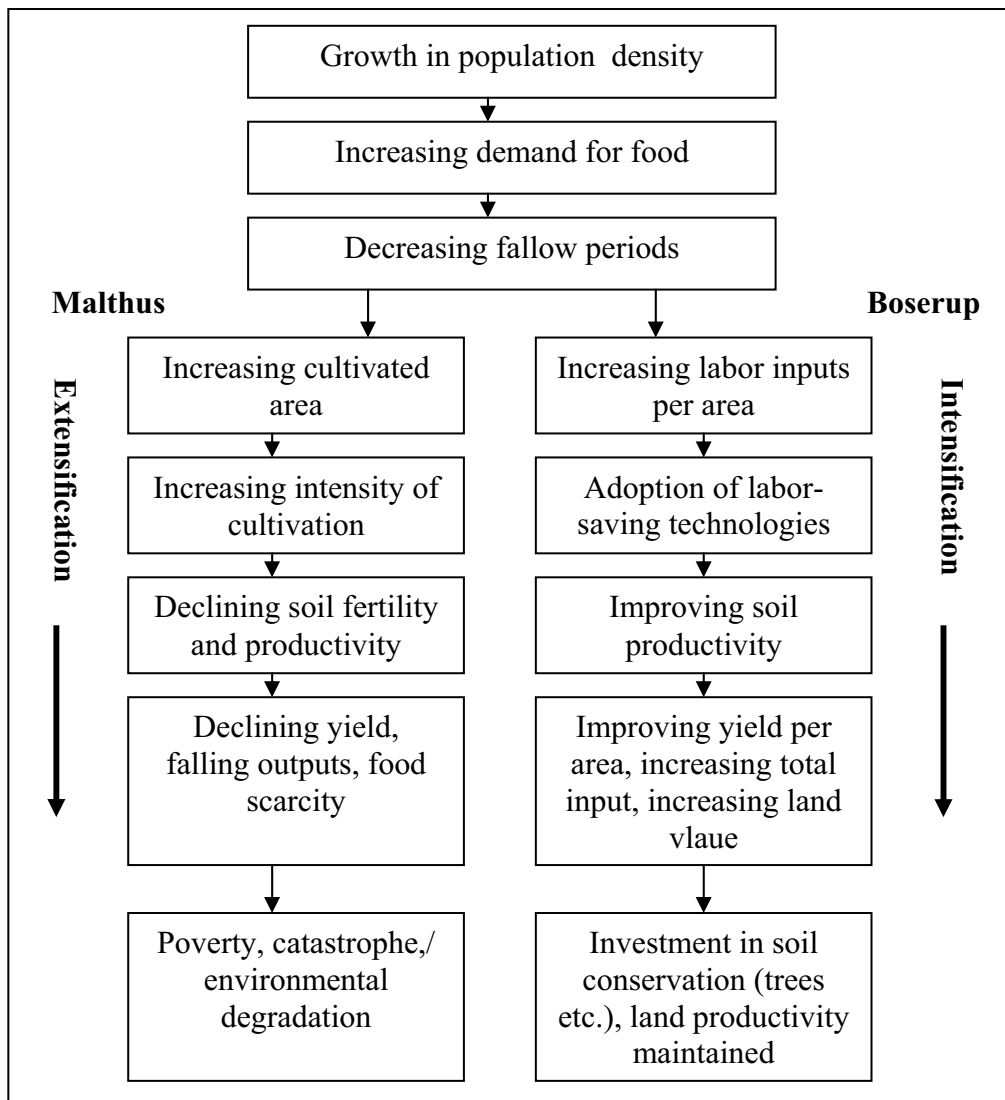 Growth in population density
Increasing demand for food
Decreasing fallow periods
Malthus
Boserup
Extensification
Increasing cultivated
area
Increasing intensity of
cultivation
Declining soil fertility
and productivity
Declining yield,
falling outputs, food
scarcity
Poverty, catastrophe,/
environmental
degradation
Increasing labor inputs
per area
Adoption of labor-
saving technologies
Improving soil
productivity
Improving yield per
area, increasing total
input, increasing land
vlaue
Investment in soil
conservation (trees
etc.), land productivity
maintained
Intensification